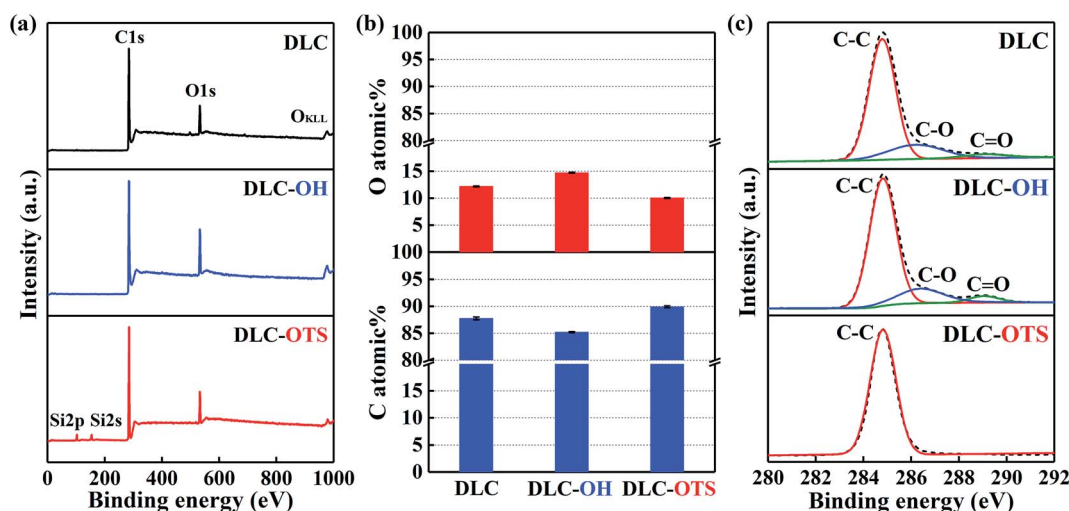 (a)
C1s
DLC
O1s
OKLL
DLC-OH
DLC-OTS
Si2p Si2s
Intensity (a.u.)
0 200 400 600 800 1000
Binding energy (eV)
(b)
100
95
90
85
80
15
10
5
100
95
90
85
80
15
10
5
0
O atomic%
C atomic%
DLC DLC-OH DLC-OTS
(c)
C-C
DLC
C-O
C=O
C-C
DLC-OH
C-O
C=O
C-C
DLC-OTS
Intensity (a.u.)
280 282 284 286 288 290 292
Binding energy (eV)